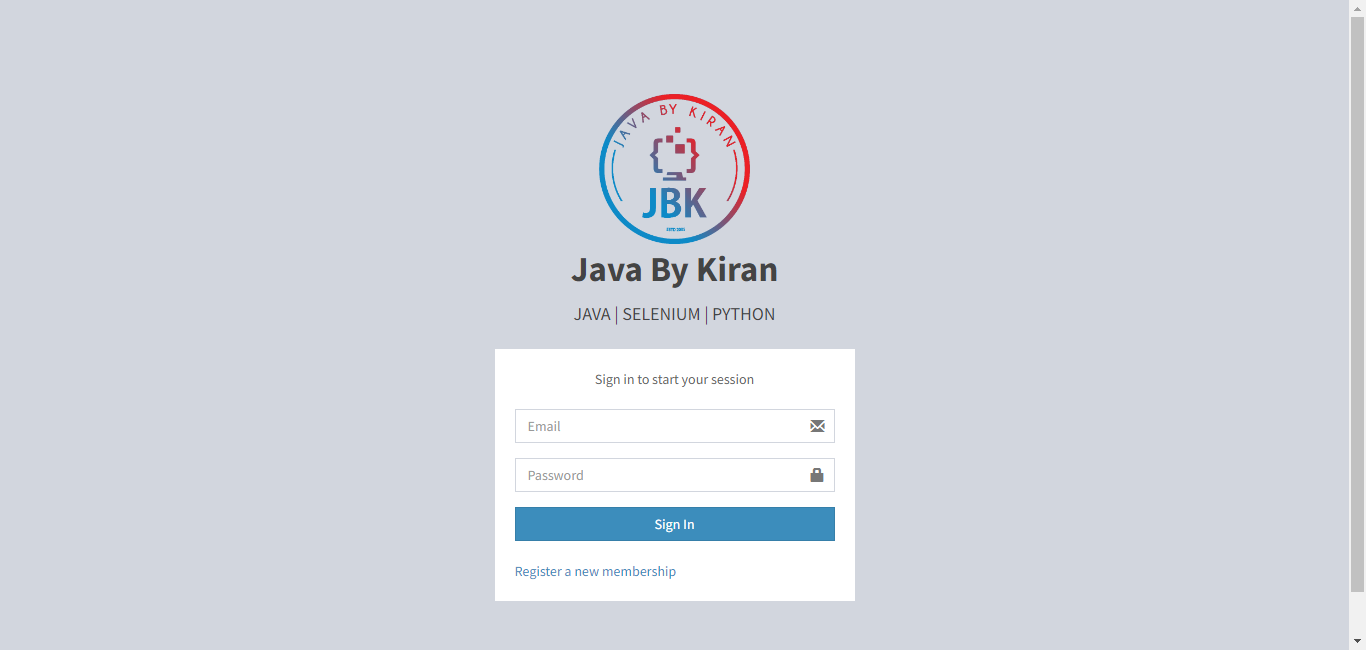 JAVA BY KIRAN
JBK
Java By Kiran
JAVA | SELENIUM | PYTHON
Sign in to start your session
Email
Password
Sign In
Register a new membership